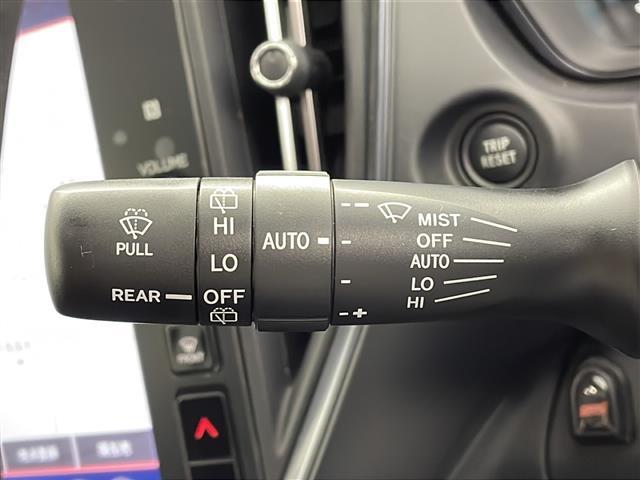 VOLUME
TRIP
RESET
PULL
REAR
HI
LO
OFF
AUTO
--
-
-
-+
MIST
OFF
AUTO
LO
HI